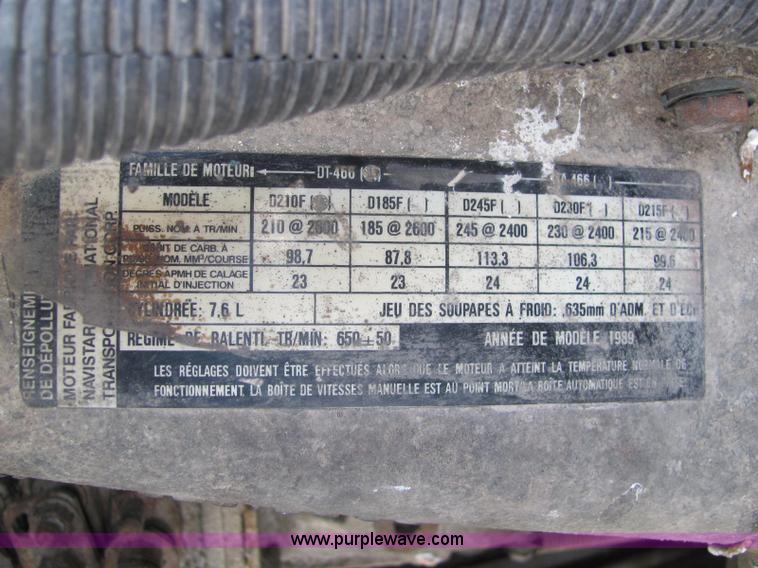 RENSEIGNEMENTS
DE DEPOLLUTION
MOTEUR FABRIQUÉ PAR
NAVISTAR INTERNATIONAL
TRANSPORTATION CORP.
FAMILLE DE MOTEUR: DT-466 ( ) A-466 ( )
MODÈLE D210F ( ) D185F ( ) D245F ( ) D230F ( ) D215F ( )
PUISS. NOM. À TR/MIN 210 @ 2600 185 @ 2600 245 @ 2400 230 @ 2400 215 @ 2400
DÉBIT DE CARB. À
PUISS. NOM. MM³/COURSE 98,7 87,8 113,3 106,3 99,6
DEGRÉS APMH DE CALAGE
INITIAL D'INJECTION 23 23 24 24 24
CYLINDRÉE: 7,6 L JEU DES SOUPAPES À FROID: ,635mm D'ADM. ET D'ÉCH
RÉGIME DE RALENTI, TR/MIN: 650 ± 50 ANNÉE DE MODÈLE 1989
LES RÉGLAGES DOIVENT ÊTRE EFFECTUÉS ALORS QUE LE MOTEUR A ATTEINT LA TEMPÉRATURE NORMALE DE
FONCTIONNEMENT. LA BOÎTE DE VITESSES MANUELLE EST AU POINT MORT/LA BOÎTE AUTOMATIQUE EST EN
www.purplewave.com